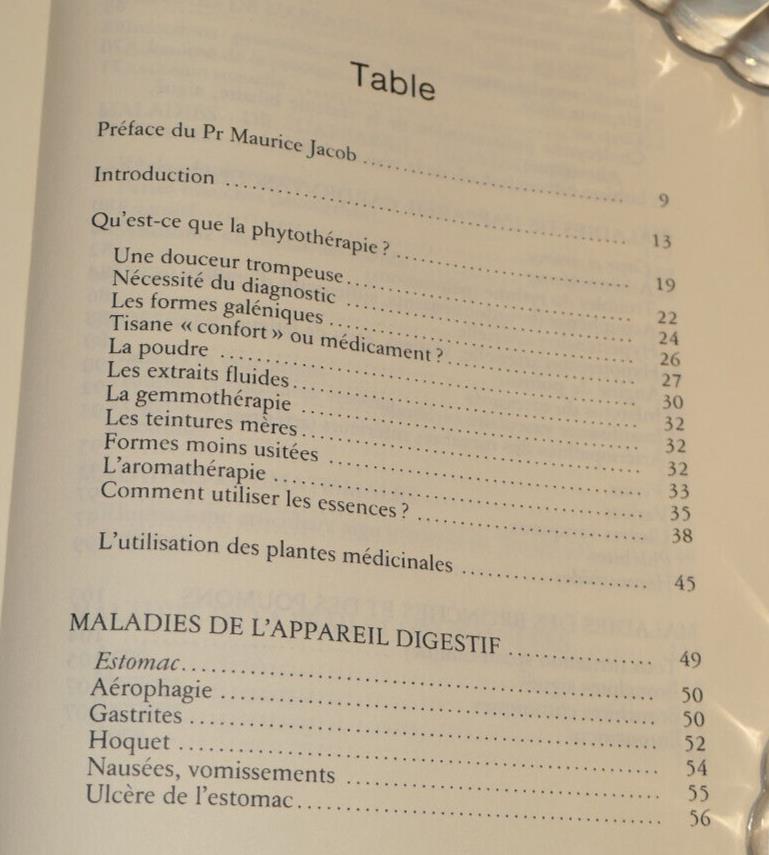 Table
Préface du Pr Maurice Jacob ........ 9
Introduction ........ 13
Qu'est-ce que la phytothérapie ? ........ 19
Une douceur trompeuse ........ 22
Nécessité du diagnostic ........ 24
Les formes galéniques ........ 26
Tisane « confort » ou médicament ? ........ 27
La poudre ........ 30
Les extraits fluides ........ 32
La gemmothérapie ........ 32
Les teintures mères ........ 32
Formes moins usitées ........ 33
L'aromathérapie ........ 35
Comment utiliser les essences ? ........ 38
L'utilisation des plantes médicinales ........ 45
MALADIES DE L'APPAREIL DIGESTIF ........ 49
Estomac ........ 50
Aérophagie ........ 50
Gastrites ........ 52
Hoquet ........ 54
Nausées, vomissements ........ 55
Ulcère de l'estomac ........ 56